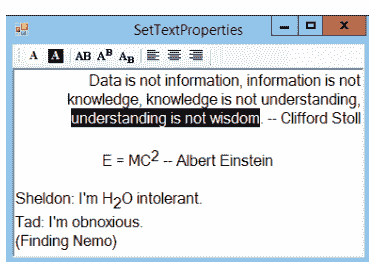 SetTextProperties
A A AB Aᴮ A_B
Data is not information, information is not
knowledge, knowledge is not understanding,
understanding is not wisdom. -- Clifford Stoll
E = MC² -- Albert Einstein
Sheldon: I'm H₂O intolerant.
Tad: I'm obnoxious.
(Finding Nemo)